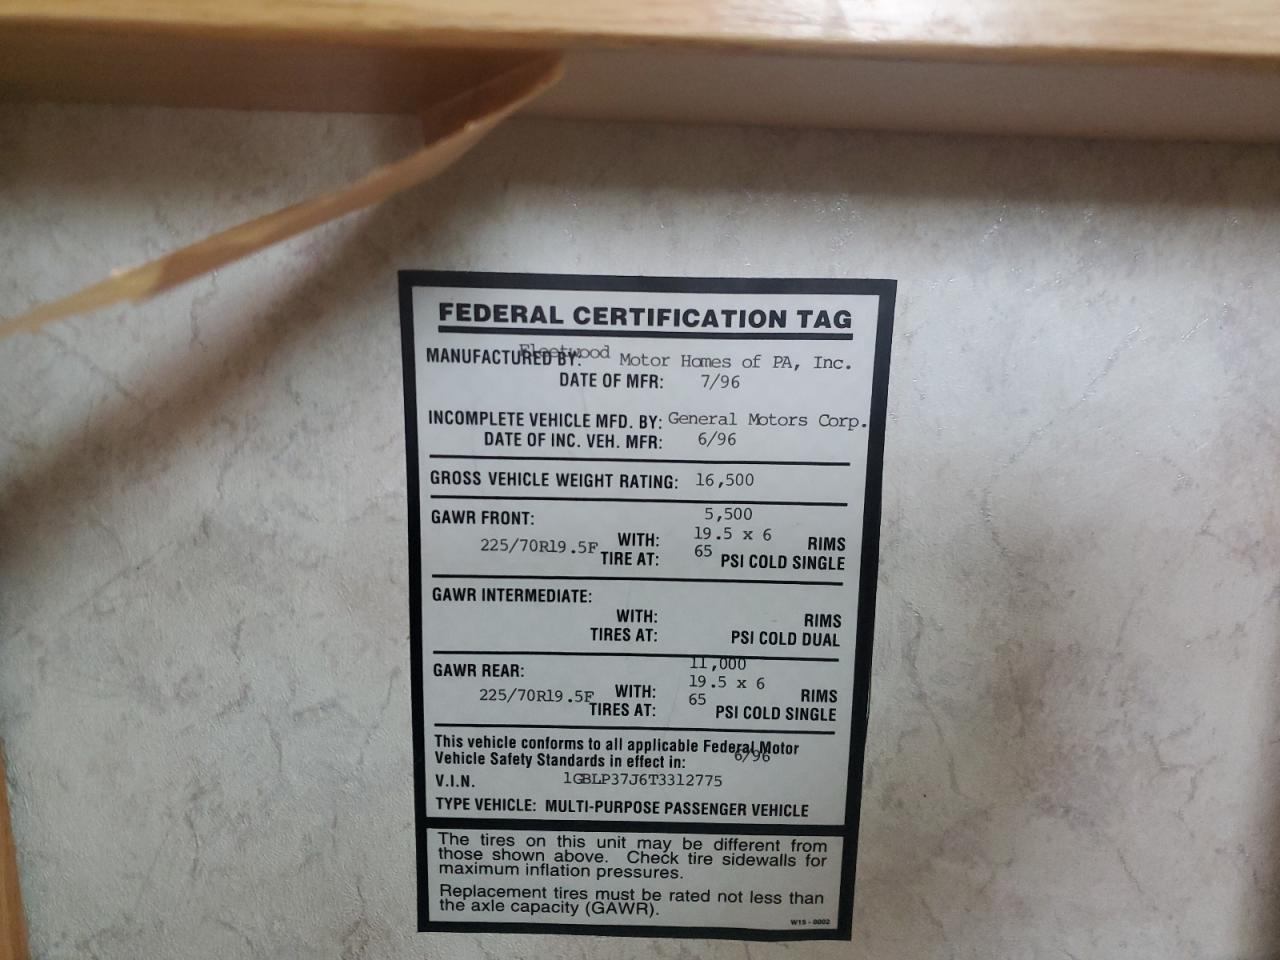 FEDERAL CERTIFICATION TAG
MANUFACTURED BY: Fleetwood Motor Homes of PA, Inc.
DATE OF MFR: 7/96
INCOMPLETE VEHICLE MFD. BY: General Motors Corp.
DATE OF INC. VEH. MFR: 6/96
GROSS VEHICLE WEIGHT RATING: 16,500
GAWR FRONT: 5,500
WITH: 19.5 x 6 RIMS
225/70R19.5F TIRE AT: 65 PSI COLD SINGLE
GAWR INTERMEDIATE:
WITH: RIMS
TIRES AT: PSI COLD DUAL
GAWR REAR: 11,000
WITH: 19.5 x 6 RIMS
225/70R19.5F TIRES AT: 65 PSI COLD SINGLE
This vehicle conforms to all applicable Federal Motor
Vehicle Safety Standards in effect in: 6/96
V.I.N. 1GBLP37J6T3312775
TYPE VEHICLE: MULTI-PURPOSE PASSENGER VEHICLE
The tires on this unit may be different from
those shown above. Check tire sidewalls for
maximum inflation pressures.
Replacement tires must be rated not less than
the axle capacity (GAWR).
W15-0002